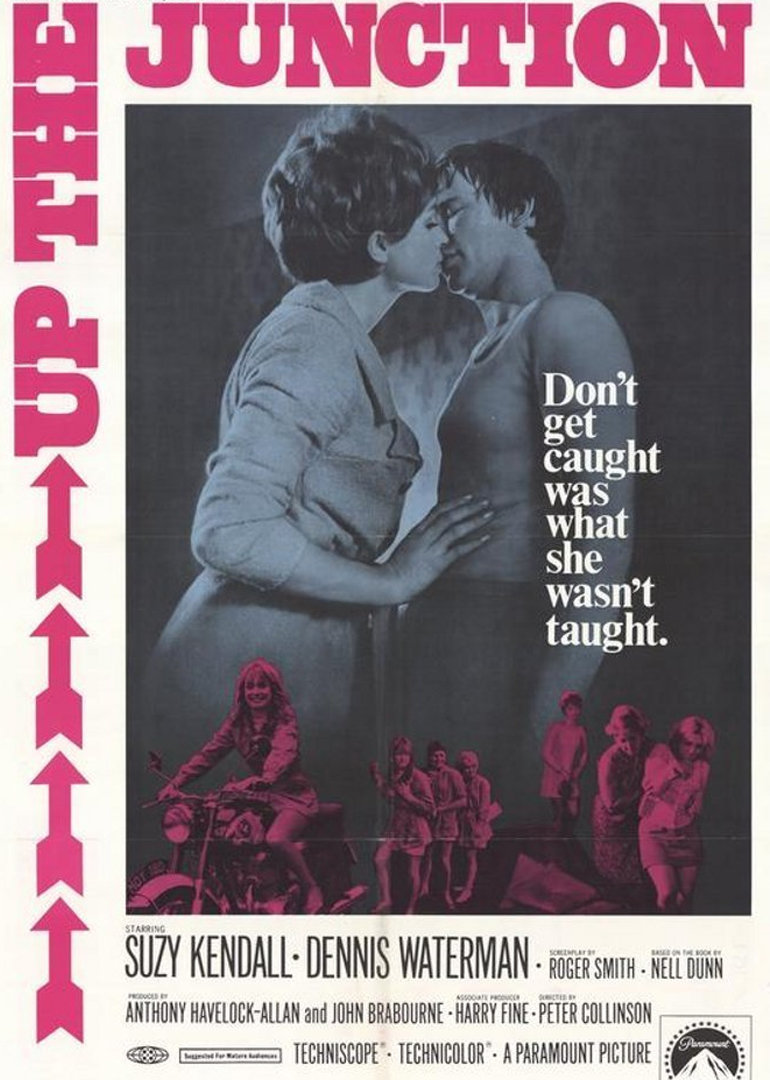 UP THE
JUNCTION
Don't
get
caught
was
what
she
wasn't
taught.
STARRING
SUZY KENDALL · DENNIS WATERMAN · SCREENPLAY BY ROGER SMITH · BASED ON THE BOOK BY NELL DUNN
PRODUCED BY ANTHONY HAVELOCK-ALLAN and JOHN BRABOURNE · ASSOCIATE PRODUCER HARRY FINE · DIRECTED BY PETER COLLINSON
Suggested For Mature Audiences TECHNISCOPE® · TECHNICOLOR® · A PARAMOUNT PICTURE
Paramount